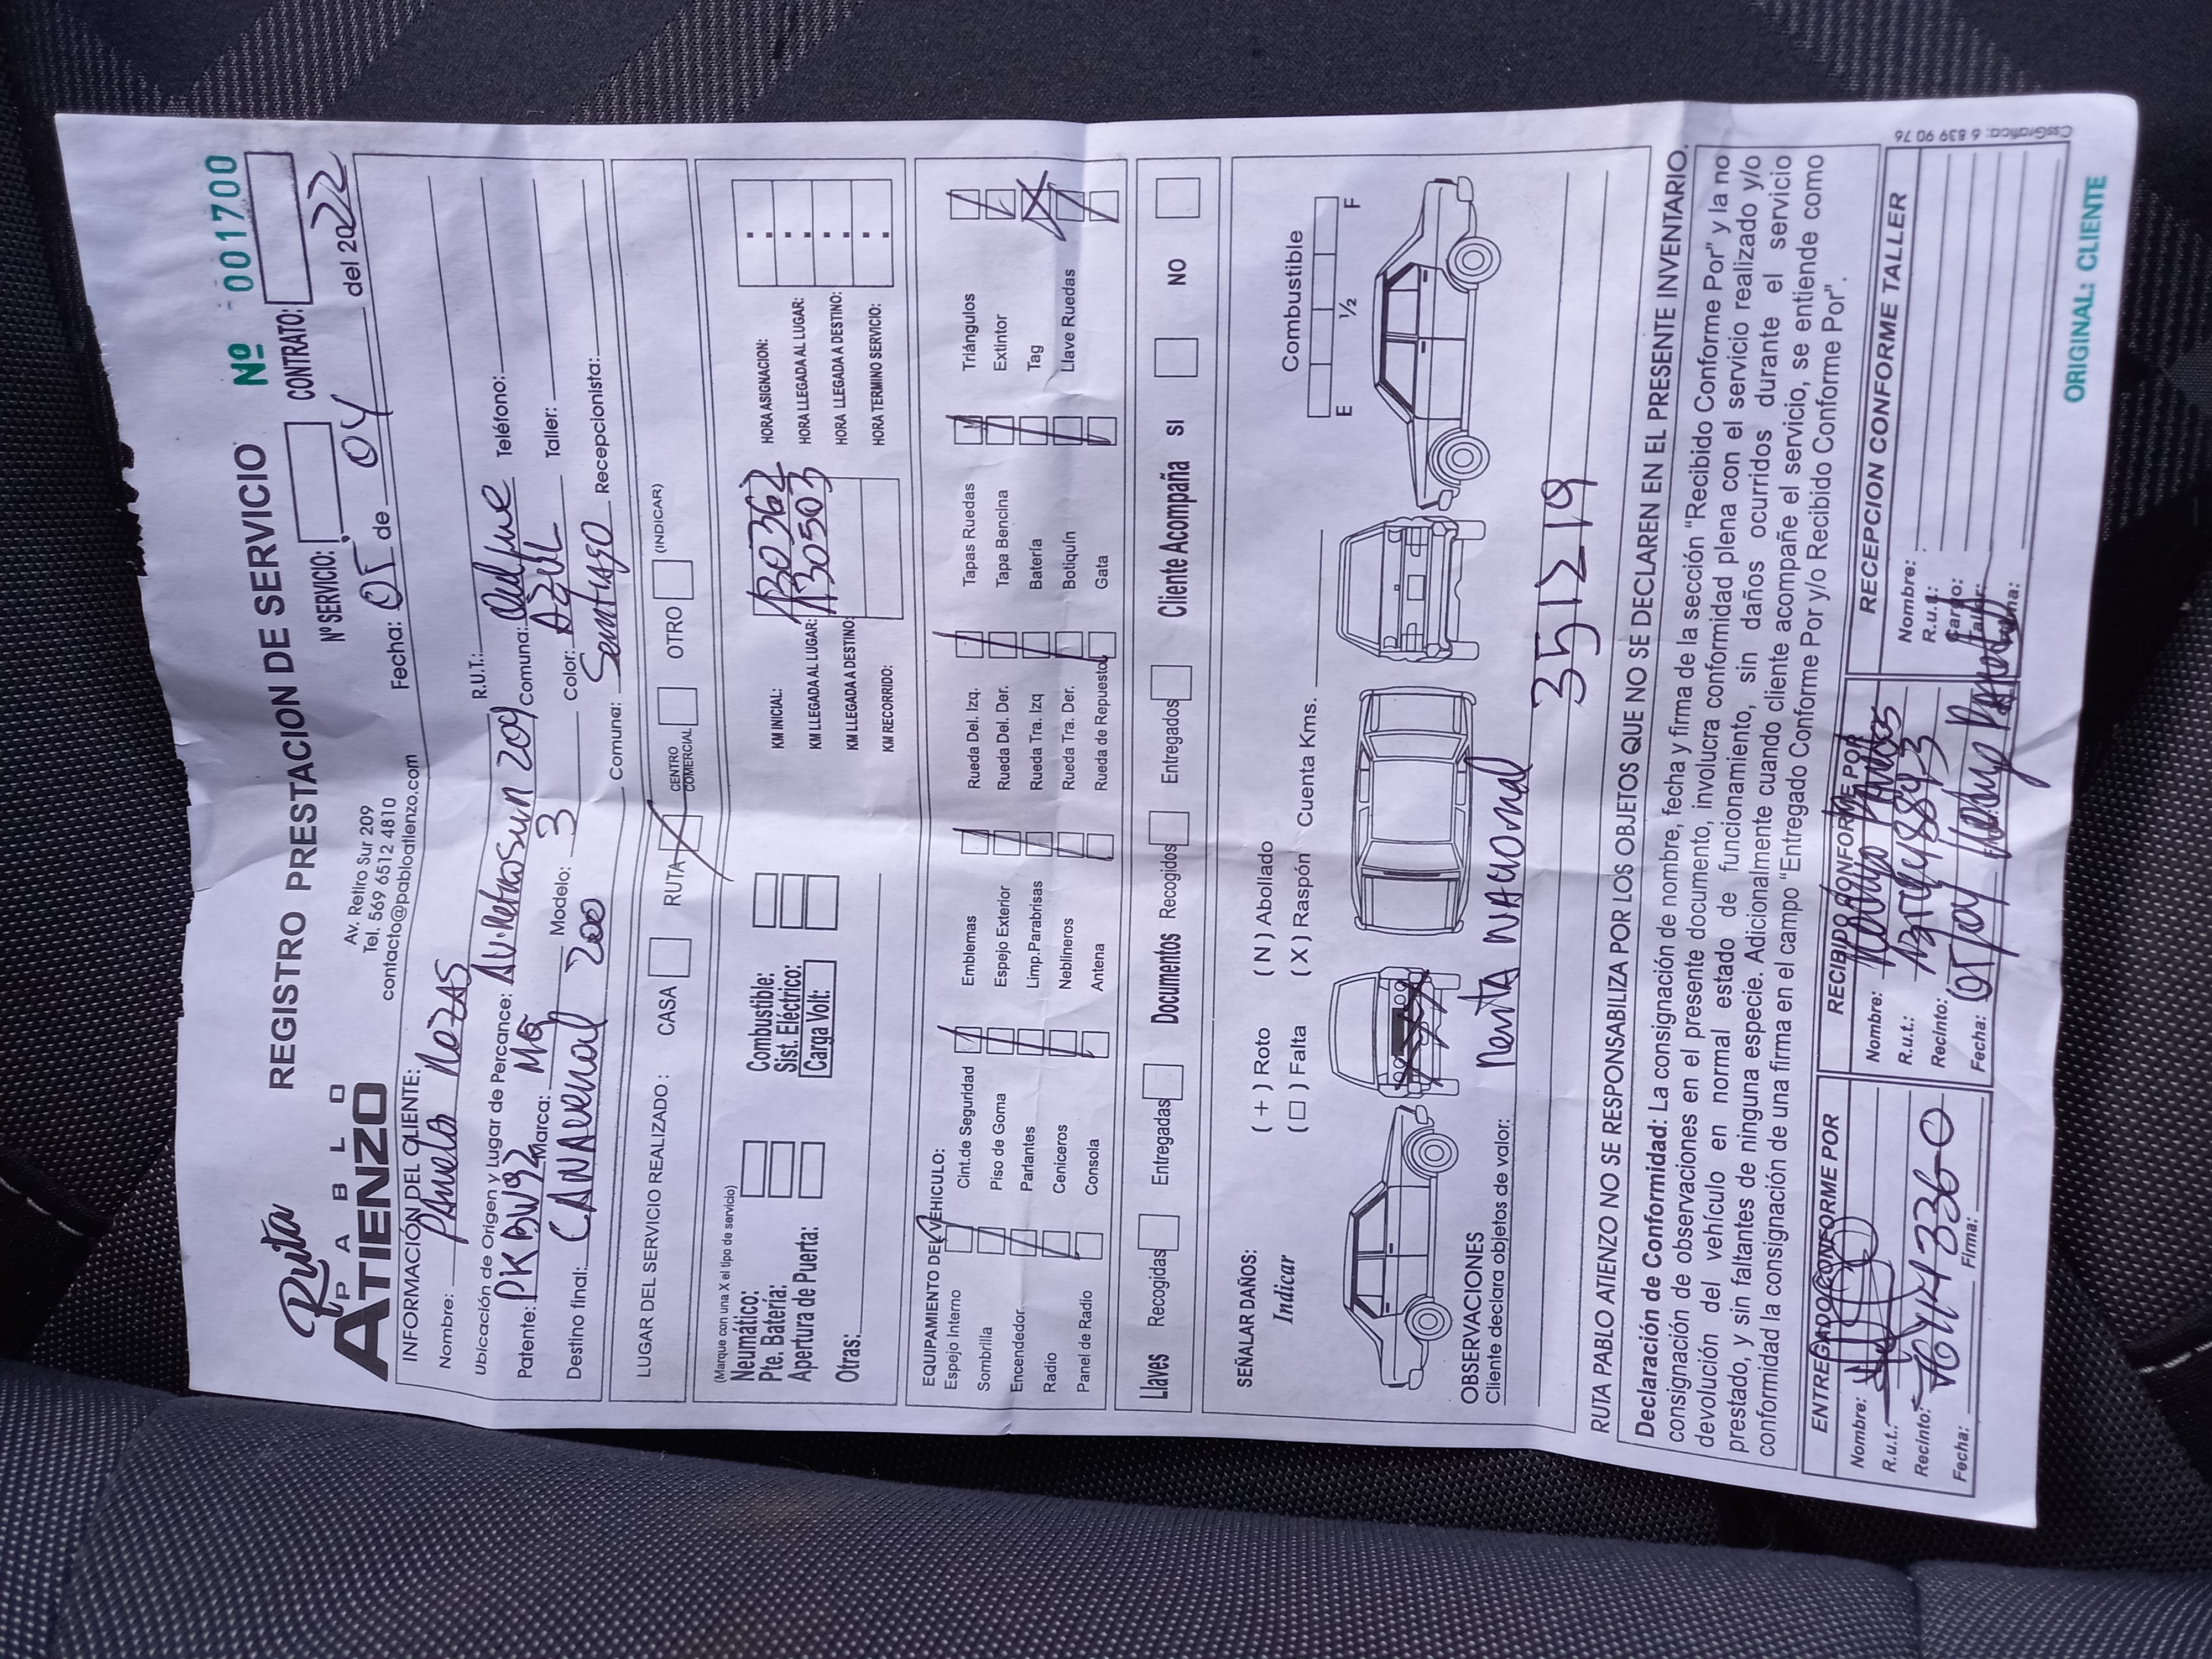 Ruta
PABLO
ATIENZO
REGISTRO PRESTACION DE SERVICIO Nº 001700
Av. Retiro Sur 209
Tel. 569 6512 4810
contacto@pabloatienzo.com
Nº SERVICIO: CONTRATO:
Fecha: 05 de 04 del 2022
INFORMACIÓN DEL CLIENTE:
Nombre: PAmela
R.U.T.:
Ubicación de Origen y Lugar de Percance: AV. Retiro Sur 209 Comuna: Quilpue Teléfono:
Patente: PKBW92 Marca: MG Modelo: 3 Color: AZUL Taller:
Destino final: CANAVERAL 200 Comuna: Santiago Recepcionista:
LUGAR DEL SERVICIO REALIZADO : CASA RUTA CENTRO COMERCIAL OTRO (INDICAR)
(Marque con una X el tipo de servicio)
Neumático: Combustible:
Pte. Batería: Sist. Eléctrico:
Apertura de Puerta: Carga Volt:
Otras:
KM INICIAL: 130362 HORA ASIGNACION:
KM LLEGADA AL LUGAR: 130503 HORA LLEGADA AL LUGAR:
KM LLEGADA A DESTINO: HORA LLEGADA A DESTINO:
KM RECORRIDO: HORA TERMINO SERVICIO:
EQUIPAMIENTO DEL VEHICULO:
Espejo Interno Cint.de Seguridad Emblemas Rueda Del. Izq. Tapas Ruedas Triángulos
Sombrilla Piso de Goma Espejo Exterior Rueda Del. Der. Tapa Bencina Extintor
Encendedor Parlantes Limp.Parabrisas Rueda Tra. Izq Batería Tag
Radio Ceniceros Neblineros Rueda Tra. Der. Botiquín Llave Ruedas
Panel de Radio Consola Antena Rueda de Repuesto Gata
Llaves Recogidas Entregadas Documentos Recogidos Entregados Cliente Acompaña SI NO
SEÑALAR DAÑOS: ( + ) Roto ( N ) Abollado
Indicar ( □ ) Falta ( X ) Raspón Cuenta Kms.
Combustible
E 1/2 F
OBSERVACIONES
Cliente declara objetos de valor:
Renta NACIONAL
351219
RUTA PABLO ATIENZO NO SE RESPONSABILIZA POR LOS OBJETOS QUE NO SE DECLAREN EN EL PRESENTE INVENTARIO.
Declaración de Conformidad: La consignación de nombre, fecha y firma de la sección "Recibido Conforme Por" y la no
consignación de observaciones en el presente documento, involucra conformidad plena con el servicio realizado y/o
devolución del vehículo en normal estado de funcionamiento, sin daños ocurridos durante el servicio
prestado, y sin faltantes de ninguna especie. Adicionalmente cuando cliente acompañe el servicio, se entiende como
conformidad la consignación de una firma en el campo "Entregado Conforme Por y/o Recibido Conforme Por".
ENTREGADO CONFORME POR
Nombre:
R.u.t.:
Recinto:
Fecha: Firma:
RECIBIDO CONFORME POR
Nombre:
R.u.t.:
Recinto:
Fecha:
RECEPCION CONFORME TALLER
Nombre:
R.u.t.:
Cargo:
Taller:
Fecha:
CssGrafica: 6 839 90 76
ORIGINAL: CLIENTE